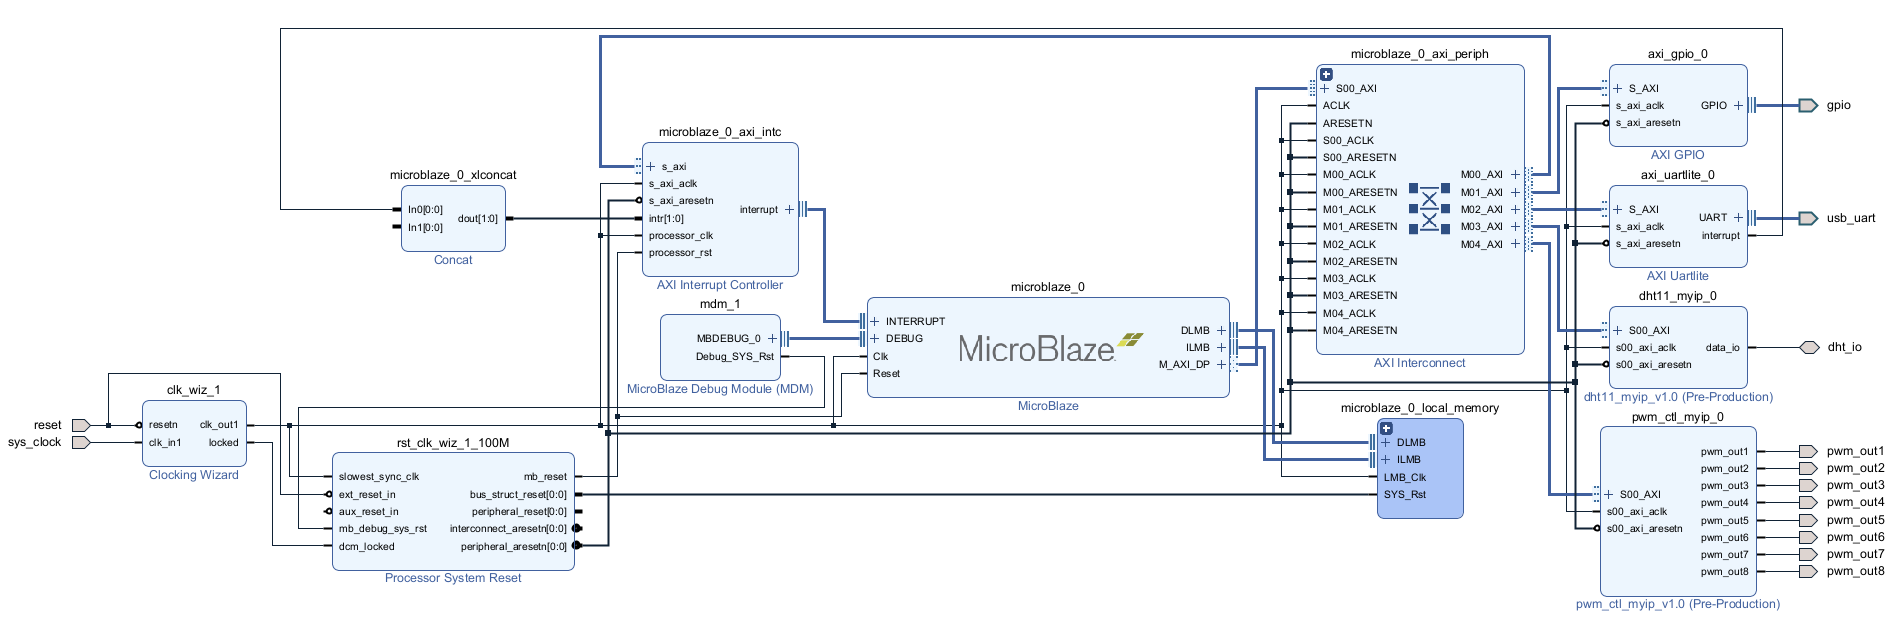 reset
sys_clock
clk_wiz_1
resetn
clk_in1
clk_out1
locked
Clocking Wizard
rst_clk_wiz_1_100M
slowest_sync_clk
ext_reset_in
aux_reset_in
mb_debug_sys_rst
dcm_locked
mb_reset
bus_struct_reset[0:0]
peripheral_reset[0:0]
interconnect_aresetn[0:0]
peripheral_aresetn[0:0]
Processor System Reset
microblaze_0_xlconcat
In0[0:0]
In1[0:0]
dout[1:0]
Concat
microblaze_0_axi_intc
s_axi
s_axi_aclk
s_axi_aresetn
intr[1:0]
processor_clk
processor_rst
interrupt
AXI Interrupt Controller
mdm_1
MBDEBUG_0
Debug_SYS_Rst
MicroBlaze Debug Module (MDM)
microblaze_0
INTERRUPT
DEBUG
Clk
Reset
MicroBlaze
DLMB
ILMB
M_AXI_DP
MicroBlaze
microblaze_0_axi_periph
S00_AXI
ACLK
ARESETN
S00_ACLK
S00_ARESETN
M00_ACLK
M00_ARESETN
M01_ACLK
M01_ARESETN
M02_ACLK
M02_ARESETN
M03_ACLK
M03_ARESETN
M04_ACLK
M04_ARESETN
M00_AXI
M01_AXI
M02_AXI
M03_AXI
M04_AXI
AXI Interconnect
microblaze_0_local_memory
DLMB
ILMB
LMB_Clk
SYS_Rst
axi_gpio_0
S_AXI
s_axi_aclk
s_axi_aresetn
GPIO
AXI GPIO
gpio
axi_uartlite_0
S_AXI
s_axi_aclk
s_axi_aresetn
UART
interrupt
AXI Uartlite
usb_uart
dht11_myip_0
S00_AXI
s00_axi_aclk
s00_axi_aresetn
data_io
dht11_myip_v1.0 (Pre-Production)
dht_io
pwm_ctl_myip_0
S00_AXI
s00_axi_aclk
s00_axi_aresetn
pwm_out1
pwm_out2
pwm_out3
pwm_out4
pwm_out5
pwm_out6
pwm_out7
pwm_out8
pwm_ctl_myip_v1.0 (Pre-Production)
pwm_out1
pwm_out2
pwm_out3
pwm_out4
pwm_out5
pwm_out6
pwm_out7
pwm_out8